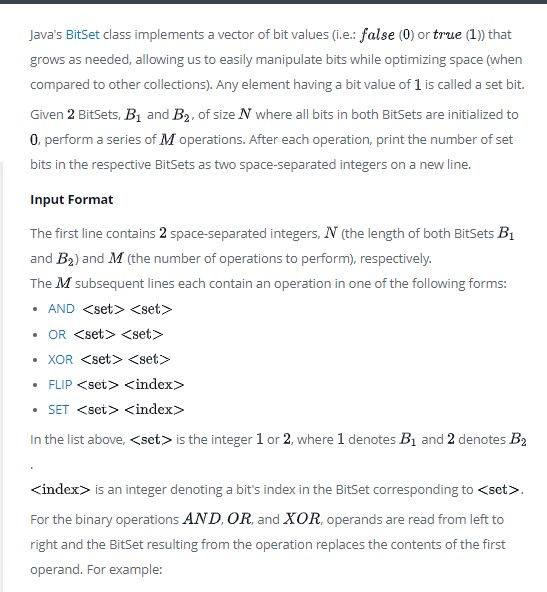 Java's BitSet class implements a vector of bit values (i.e.: false (0) or true (1)) that
grows as needed, allowing us to easily manipulate bits while optimizing space (when
compared to other collections). Any element having a bit value of 1 is called a set bit.
Given 2 BitSets, B₁ and B₂, of size N where all bits in both BitSets are initialized to
0, perform a series of M operations. After each operation, print the number of set
bits in the respective BitSets as two space-separated integers on a new line.
Input Format
The first line contains 2 space-separated integers, N (the length of both BitSets B₁
and B₂) and M (the number of operations to perform), respectively.
The M subsequent lines each contain an operation in one of the following forms:
• AND <set> <set>
• OR <set> <set>
• XOR <set> <set>
• FLIP <set> <index>
• SET <set> <index>
In the list above, <set> is the integer 1 or 2, where 1 denotes B₁ and 2 denotes B₂
.
<index> is an integer denoting a bit's index in the BitSet corresponding to <set>.
For the binary operations AND, OR, and XOR, operands are read from left to
right and the BitSet resulting from the operation replaces the contents of the first
operand. For example: